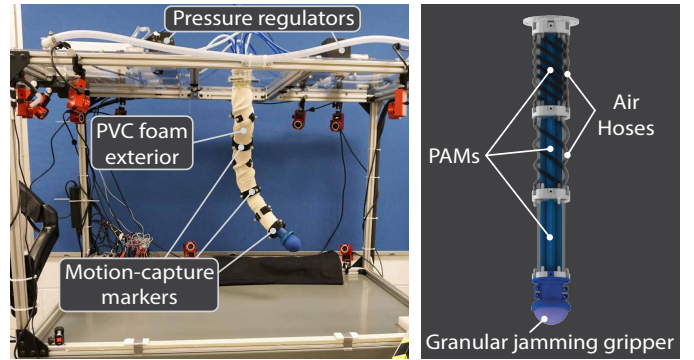 Pressure regulators
PVC foam
exterior
Motion-capture
markers
Air
Hoses
PAMs
Granular jamming gripper